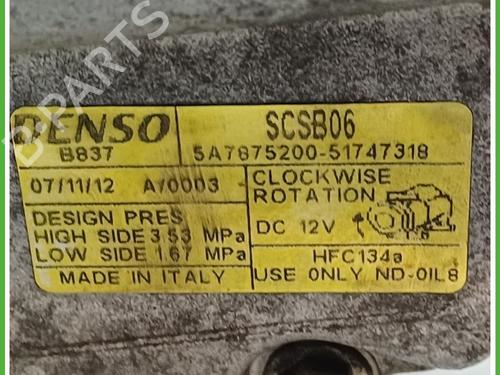 DENSO
B837
SCSB06
5A7875200-51747318
07/11/12 A/0003
CLOCKWISE
ROTATION
DESIGN PRES
HIGH SIDE 3.53 MPa
LOW SIDE 1.67 MPa
DC 12V
HFC134a
MADE IN ITALY
USE ONLY ND-OIL8